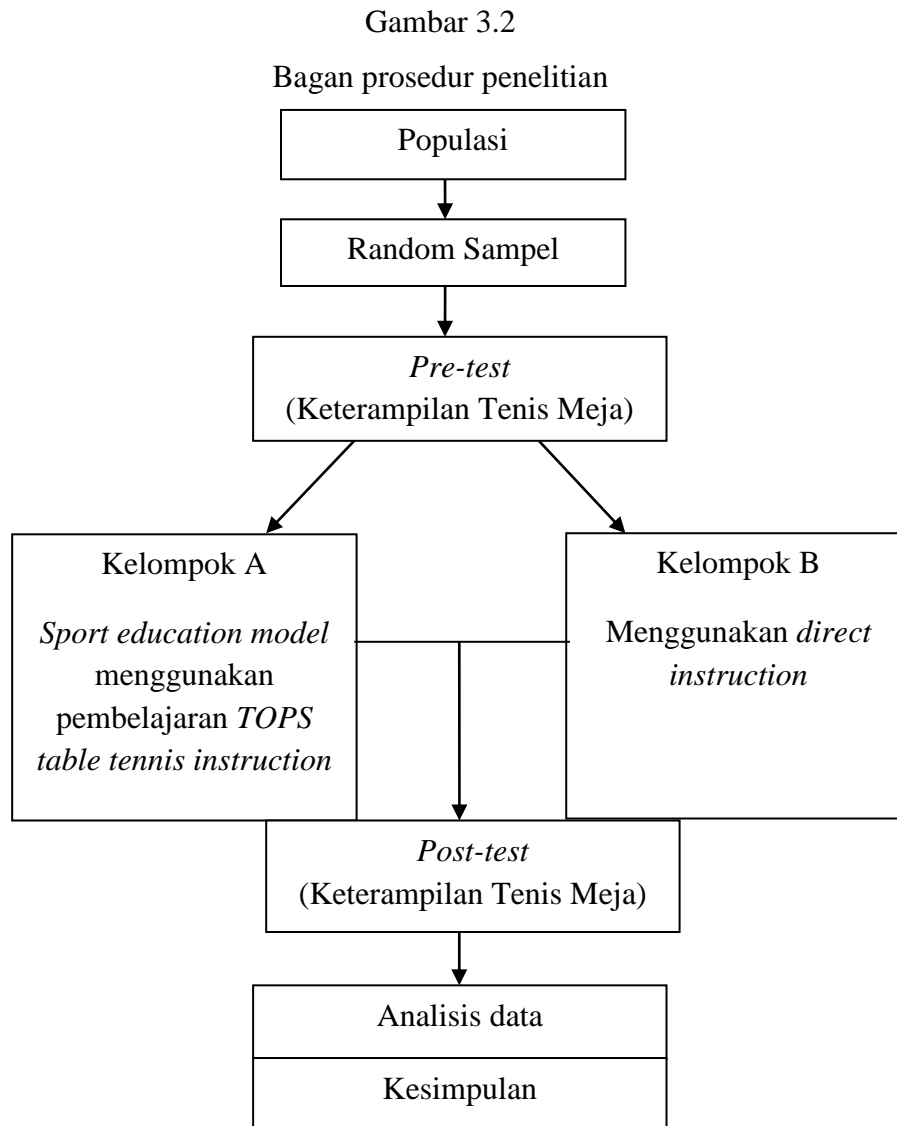 Gambar 3.2
Bagan prosedur penelitian
Populasi
Random Sampel
Pre-test
(Keterampilan Tenis Meja)
Kelompok A
Sport education model
menggunakan
pembelajaran TOPS
table tennis instruction
Kelompok B
Menggunakan direct
instruction
Post-test
(Keterampilan Tenis Meja)
Analisis data
Kesimpulan